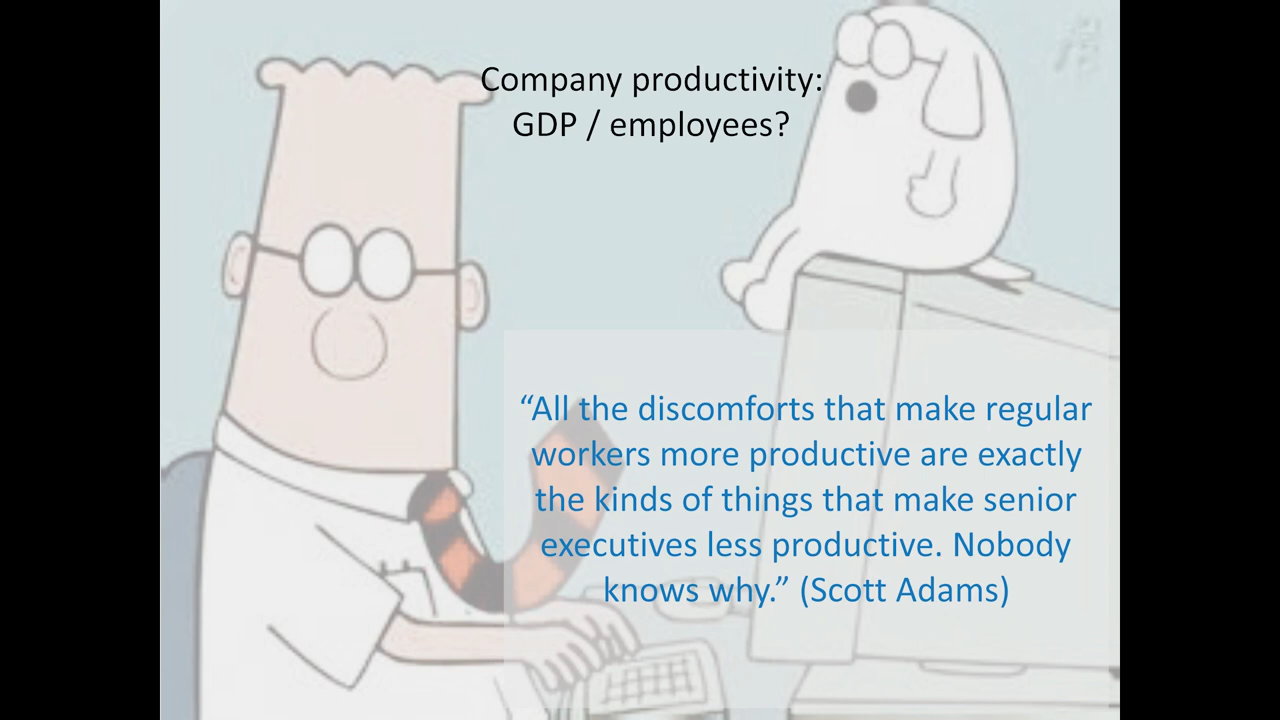 Company productivity:
GDP / employees?
“All the discomforts that make regular
workers more productive are exactly
the kinds of things that make senior
executives less productive. Nobody
knows why.” (Scott Adams)